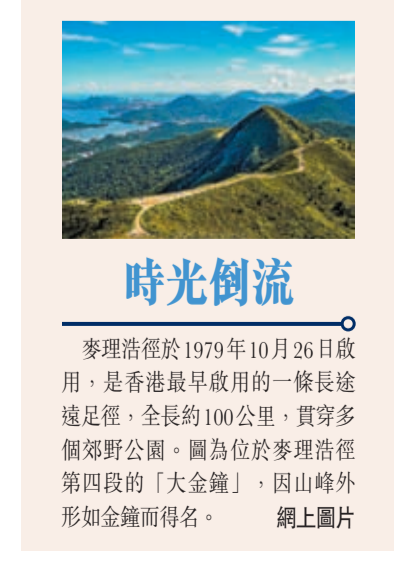 時光倒流
麥理浩徑於1979年10月26日啟
用，是香港最早啟用的一條長途
遠足徑，全長約100公里，貫穿多
個郊野公園。圖為位於麥理浩徑
第四段的「大金鐘」，因山峰外
形如金鐘而得名。 網上圖片